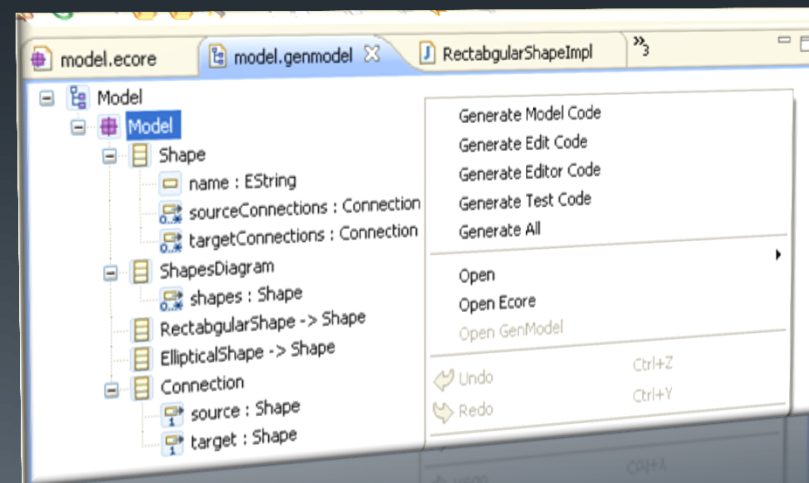 model.ecore
model.genmodel
RectabgularShapeImpl
»3
Model
Model
Shape
name : EString
sourceConnections : Connection
targetConnections : Connection
ShapesDiagram
shapes : Shape
RectabgularShape -> Shape
EllipticalShape -> Shape
Connection
source : Shape
target : Shape
Generate Model Code
Generate Edit Code
Generate Editor Code
Generate Test Code
Generate All
Open
Open Ecore
Open GenModel
Undo Ctrl+Z
Redo Ctrl+Y